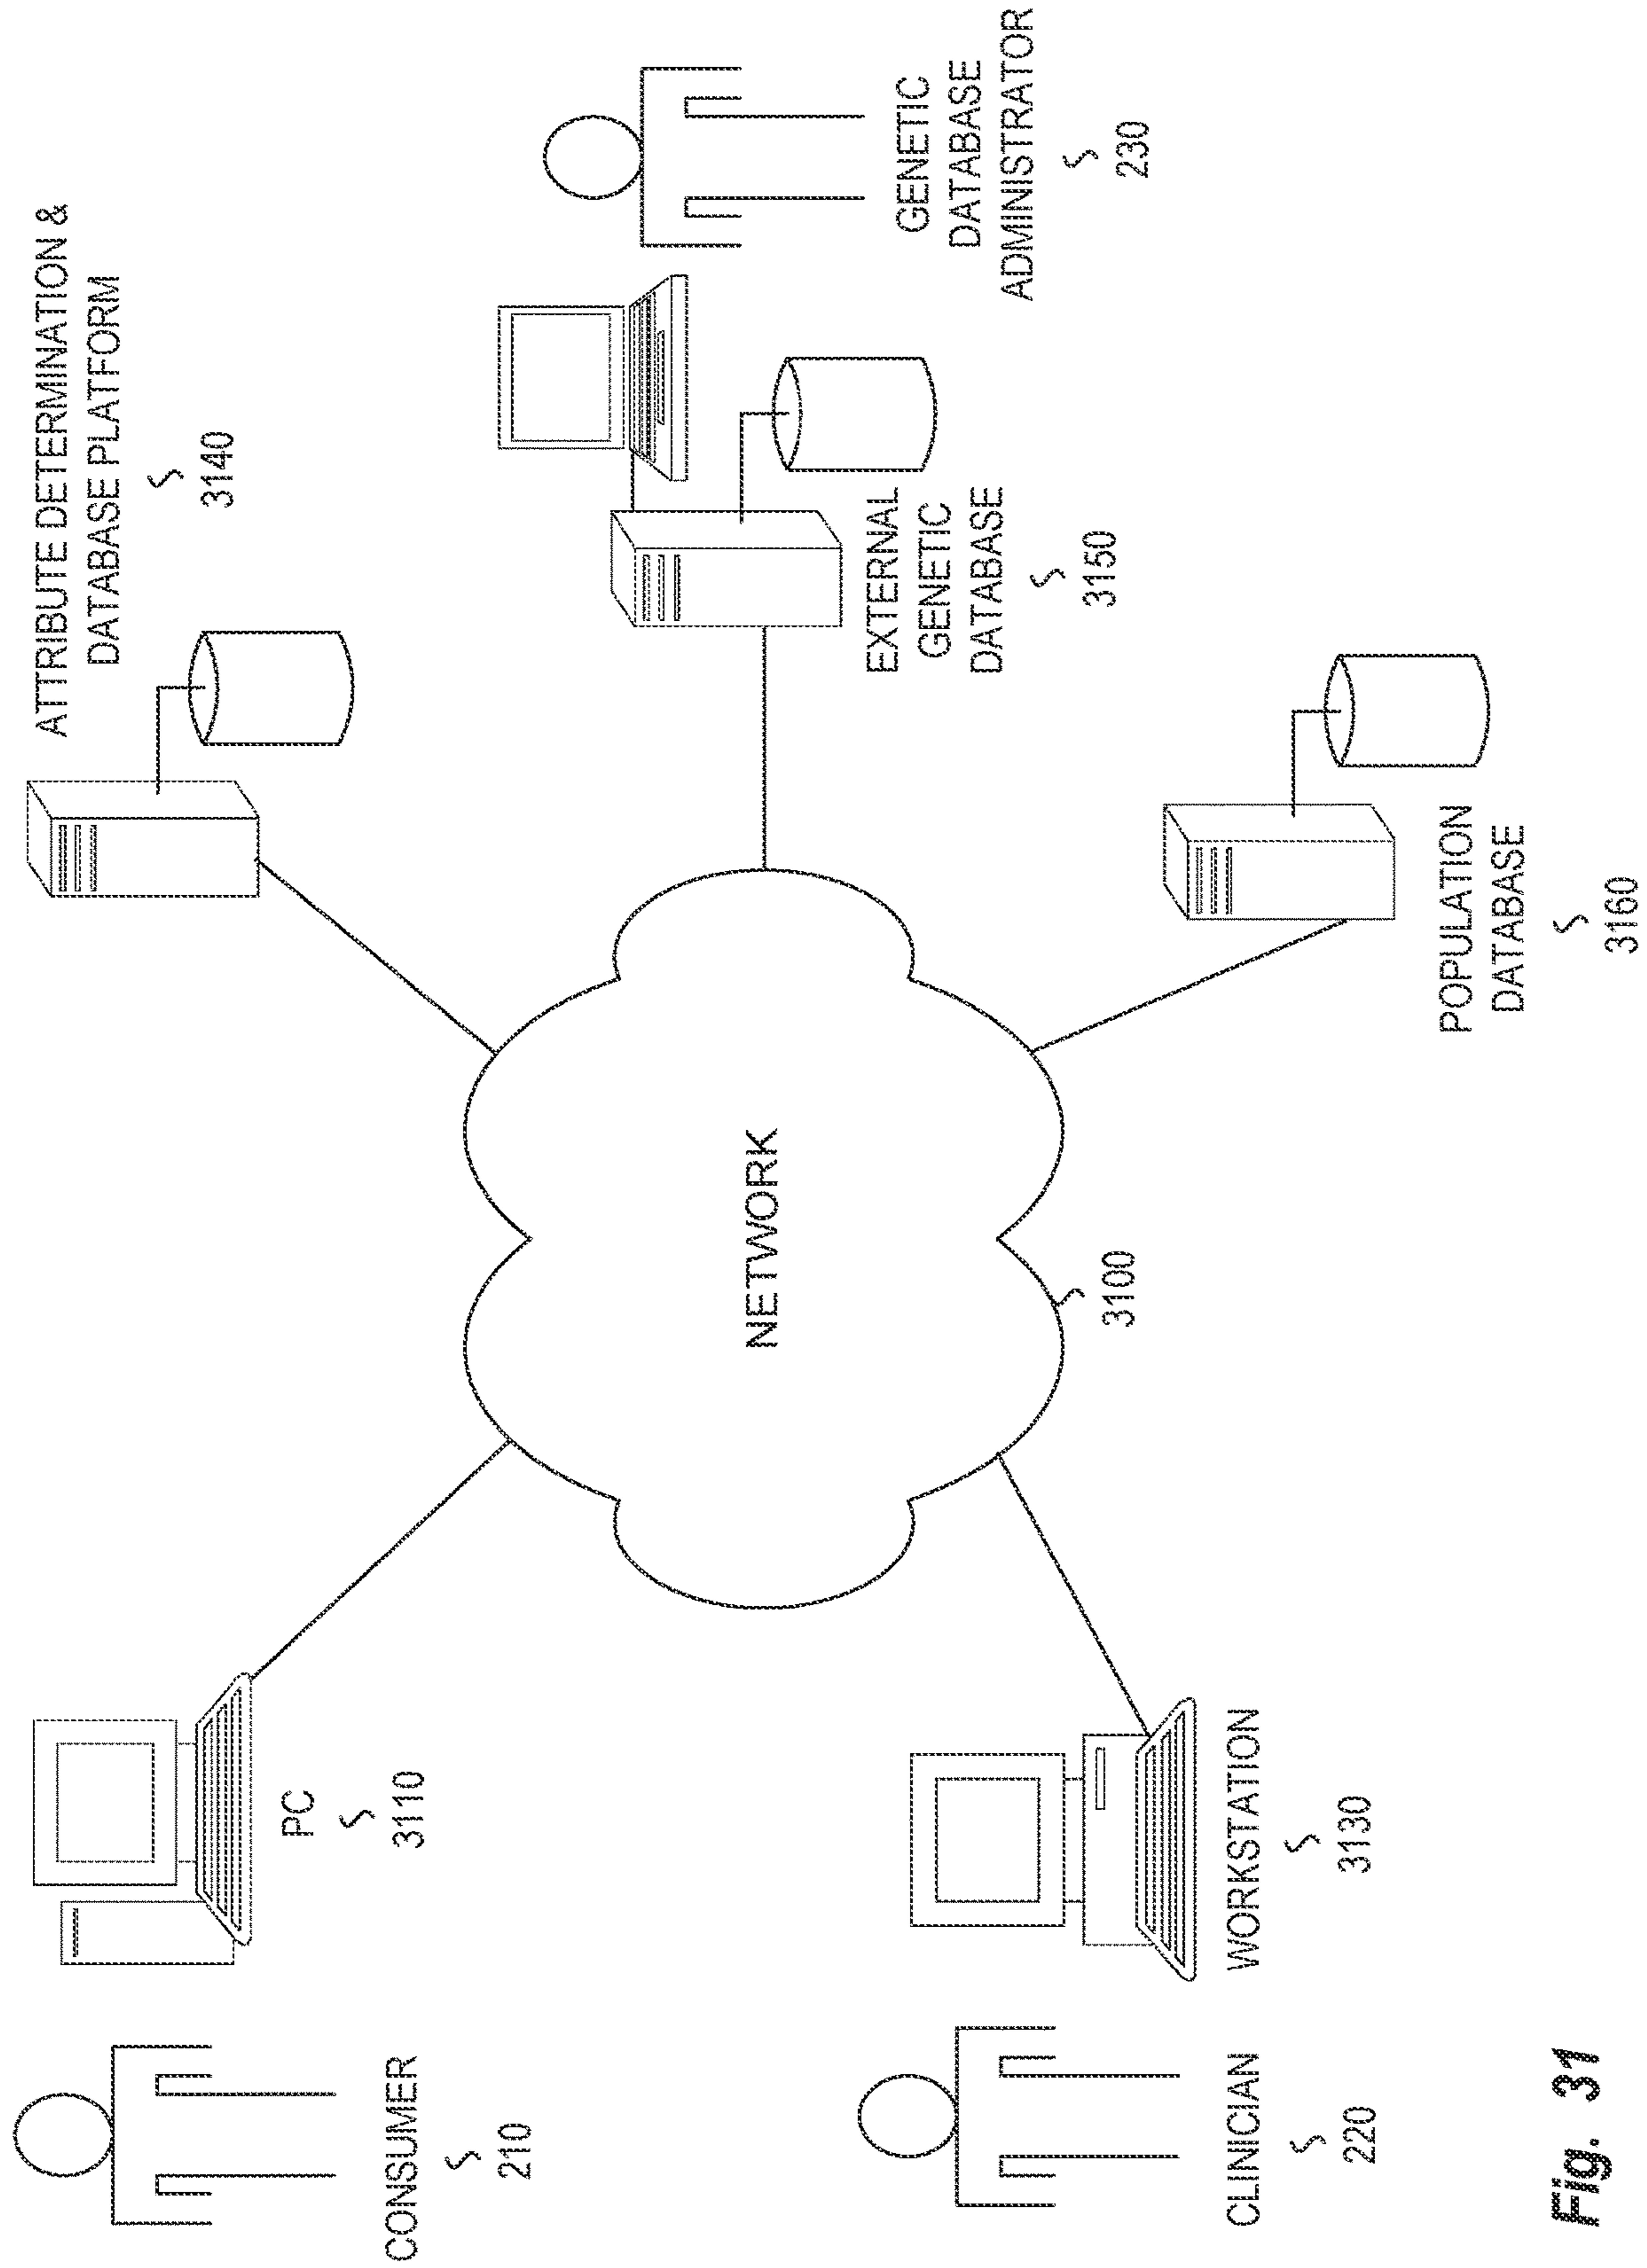 CONSUMER
210
PC
3110
ATTRIBUTE DETERMINATION &
DATABASE PLATFORM
3140
NETWORK
3100
EXTERNAL
GENETIC
DATABASE
3150
GENETIC
DATABASE
ADMINISTRATOR
230
CLINICIAN
220
WORKSTATION
3130
POPULATION
DATABASE
3160
Fig. 31